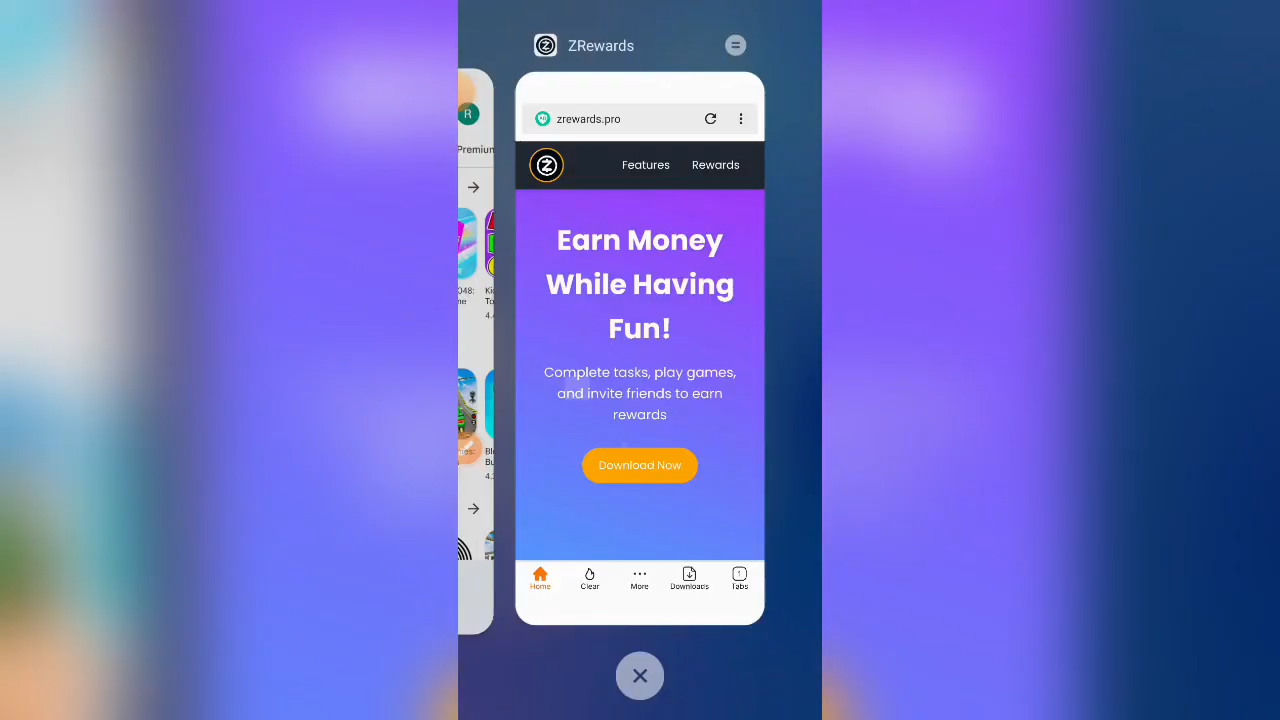 ZRewards
R
zrewards.pro
Premium
Features Rewards
Earn Money
While Having
Fun!
Complete tasks, play games,
and invite friends to earn
rewards
Download Now
Home Clear More Downloads Tabs